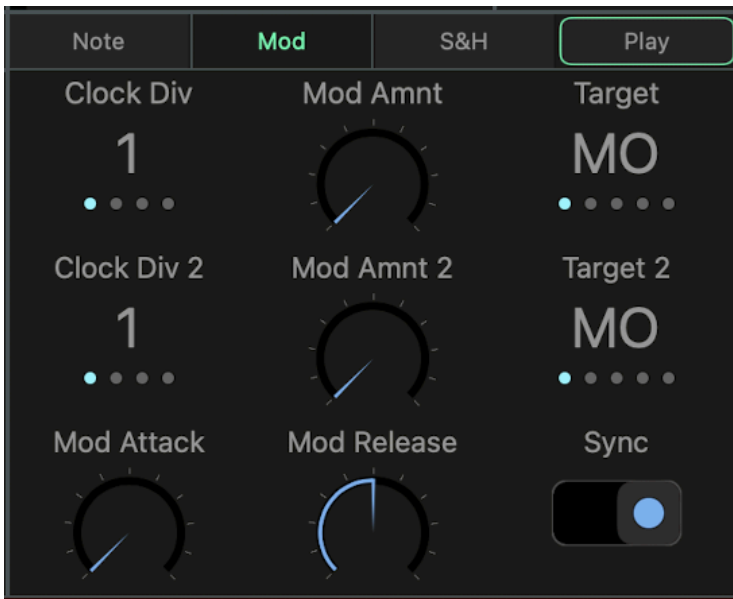 Note Mod S&H Play
Clock Div Mod Amnt Target
1 MO
Clock Div 2 Mod Amnt 2 Target 2
1 MO
Mod Attack Mod Release Sync